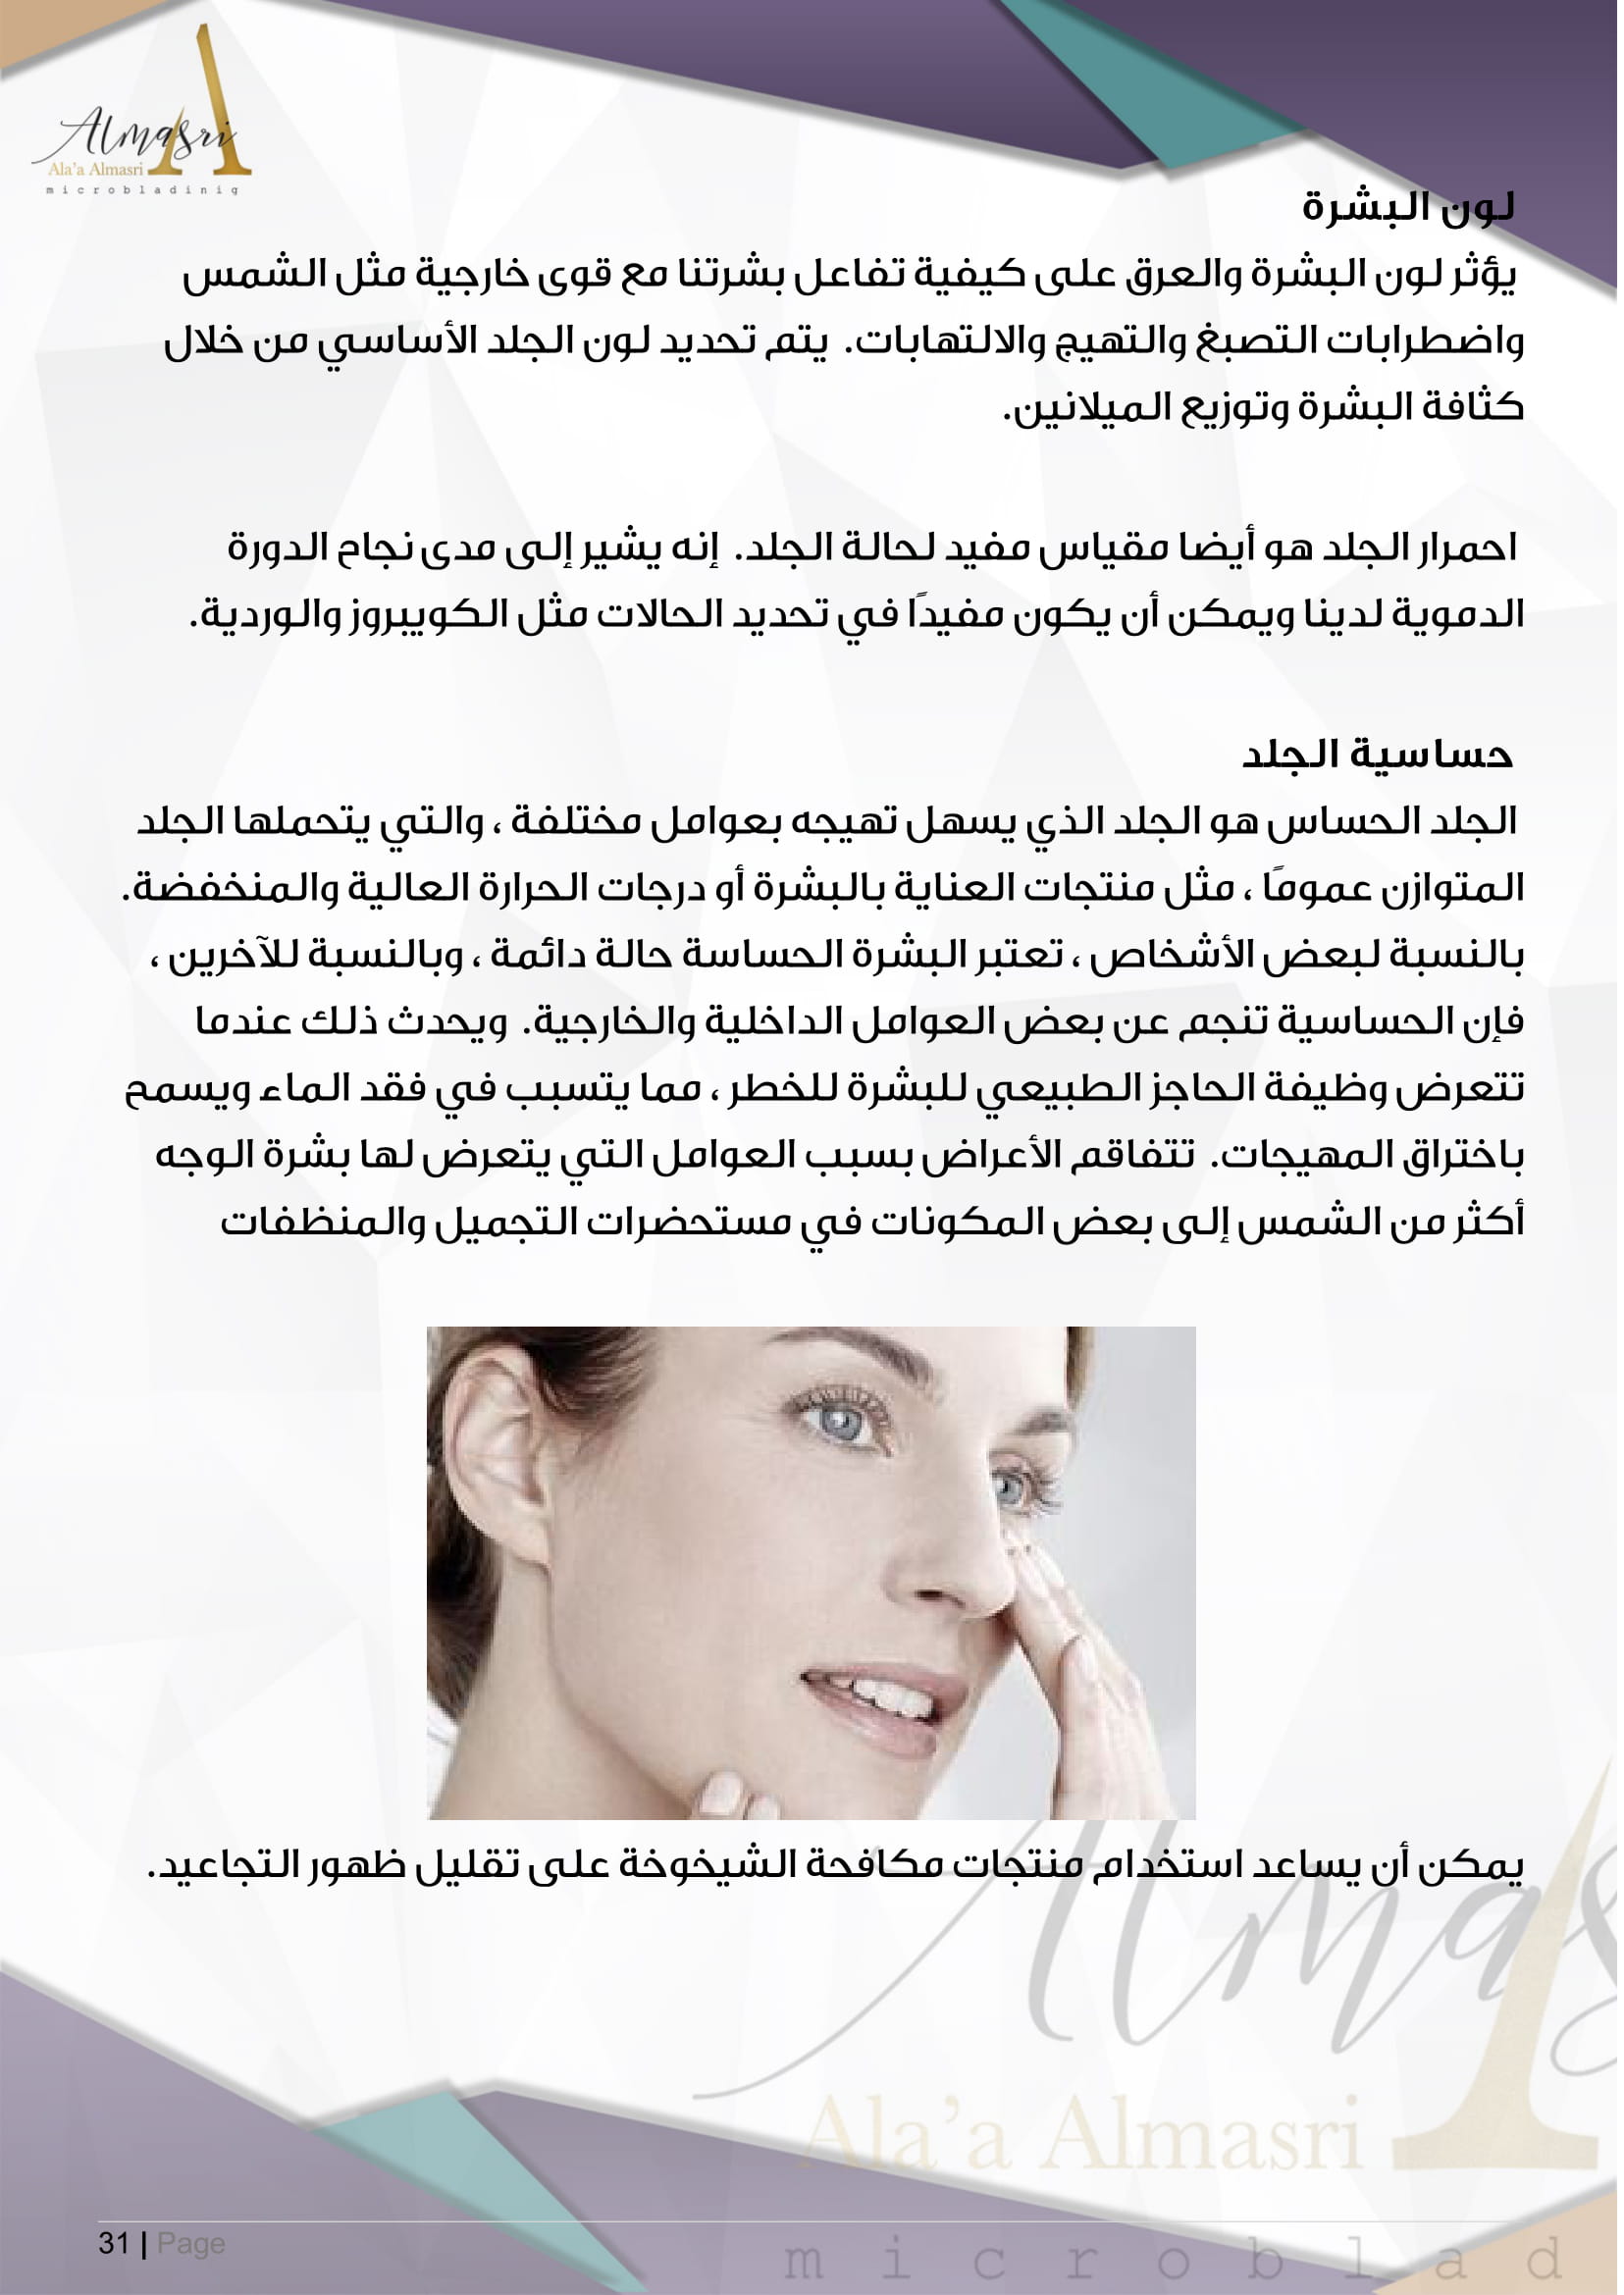 Almasri
Ala'a Almasri
microbladinig
لون البشرة
يؤثر لون البشرة والعرق على كيفية تفاعل بشرتنا مع قوى خارجية مثل الشمس
واضطرابات التصبغ والتهيج والالتهابات. يتم تحديد لون الجلد الأساسي من خلال
كثافة البشرة وتوزيع الميلانين.
احمرار الجلد هو أيضا مقياس مفيد لحالة الجلد. إنه يشير إلى مدى نجاح الدورة
الدموية لدينا ويمكن أن يكون مفيدًا في تحديد الحالات مثل الكوبيروز والوردية.
حساسية الجلد
الجلد الحساس هو الجلد الذي يسهل تهيجه بعوامل مختلفة ، والتي يتحملها الجلد
المتوازن عمومًا ، مثل منتجات العناية بالبشرة أو درجات الحرارة العالية والمنخفضة.
بالنسبة لبعض الأشخاص ، تعتبر البشرة الحساسة حالة دائمة ، وبالنسبة للآخرين ،
فإن الحساسية تنجم عن بعض العوامل الداخلية والخارجية. ويحدث ذلك عندما
تتعرض وظيفة الحاجز الطبيعي للبشرة للخطر ، مما يتسبب في فقد الماء ويسمح
باختراق المهيجات. تتفاقم الأعراض بسبب العوامل التي يتعرض لها بشرة الوجه
أكثر من الشمس إلى بعض المكونات في مستحضرات التجميل والمنظفات
يمكن أن يساعد استخدام منتجات مكافحة الشيخوخة على تقليل ظهور التجاعيد.
Almas
Ala'a Almasri
microblad
31 | Page